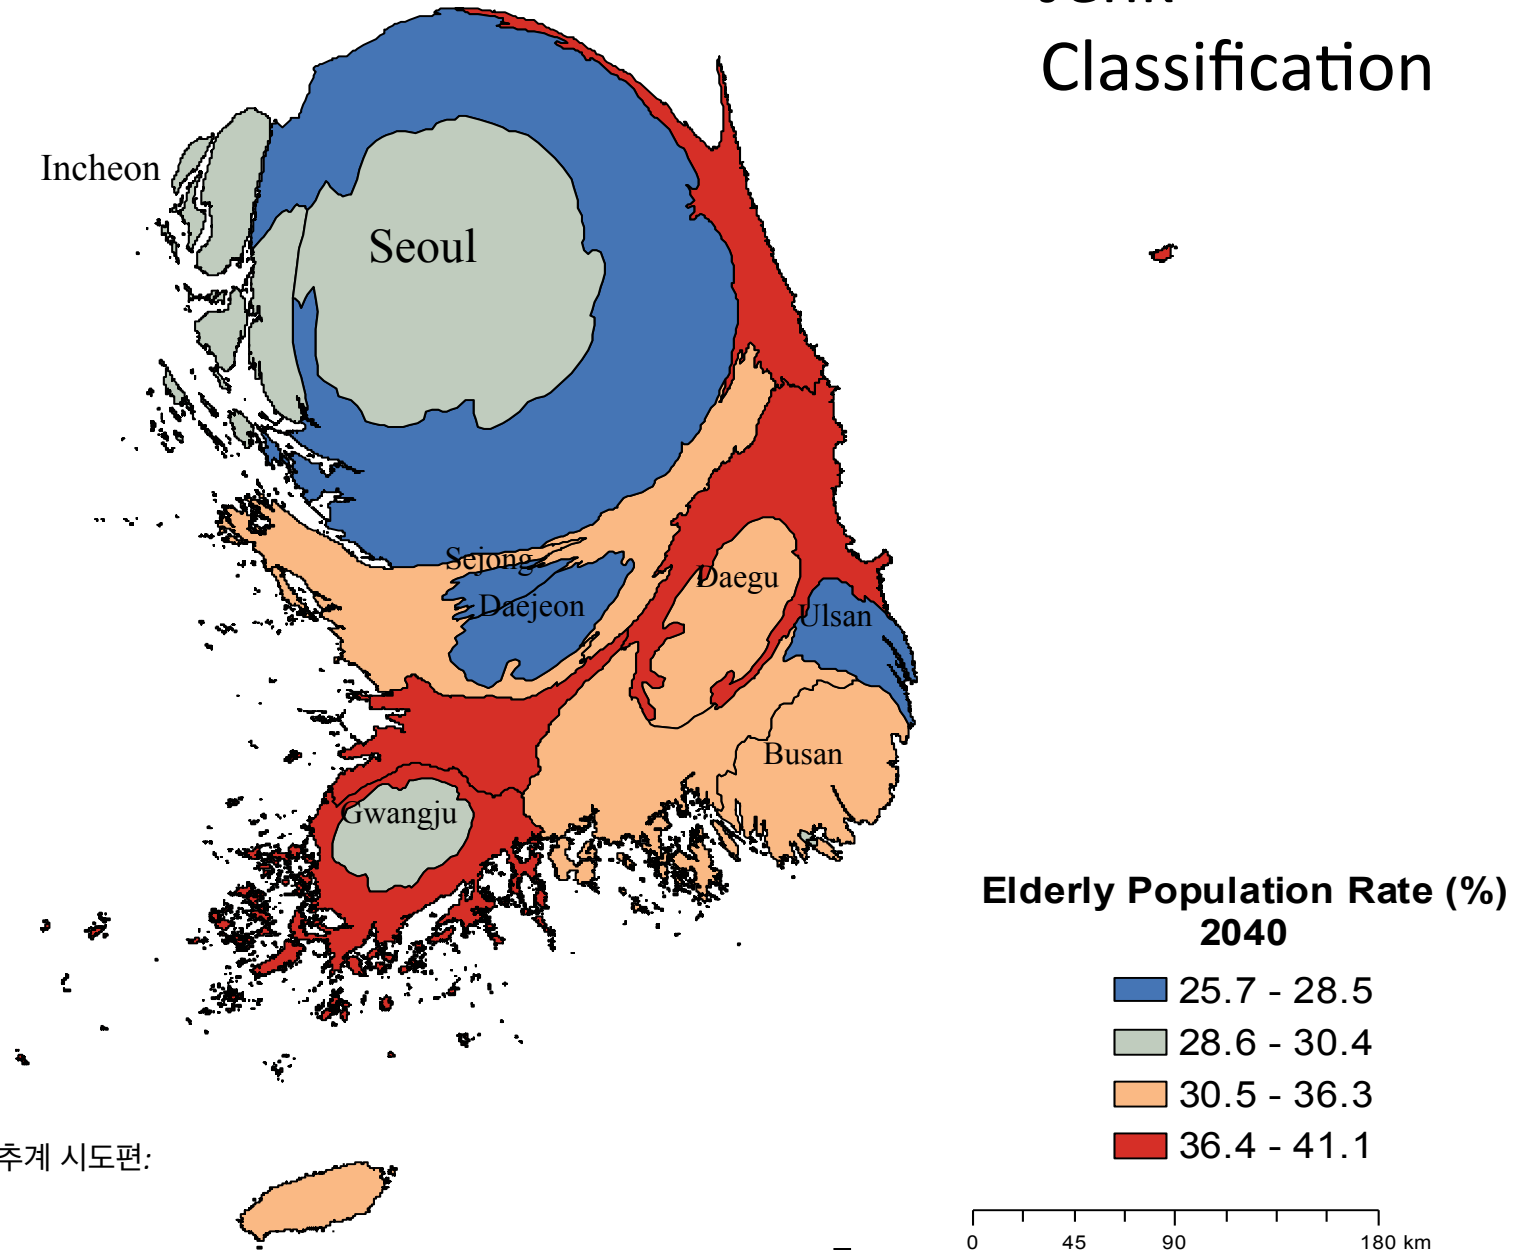 Classification
Incheon
Seoul
Sejong
Daejeon
Daegu
Ulsan
Busan
Gwangju
Elderly Population Rate (%)
2040
25.7 - 28.5
28.6 - 30.4
30.5 - 36.3
36.4 - 41.1
추계 시도편:
0 45 90 180 km